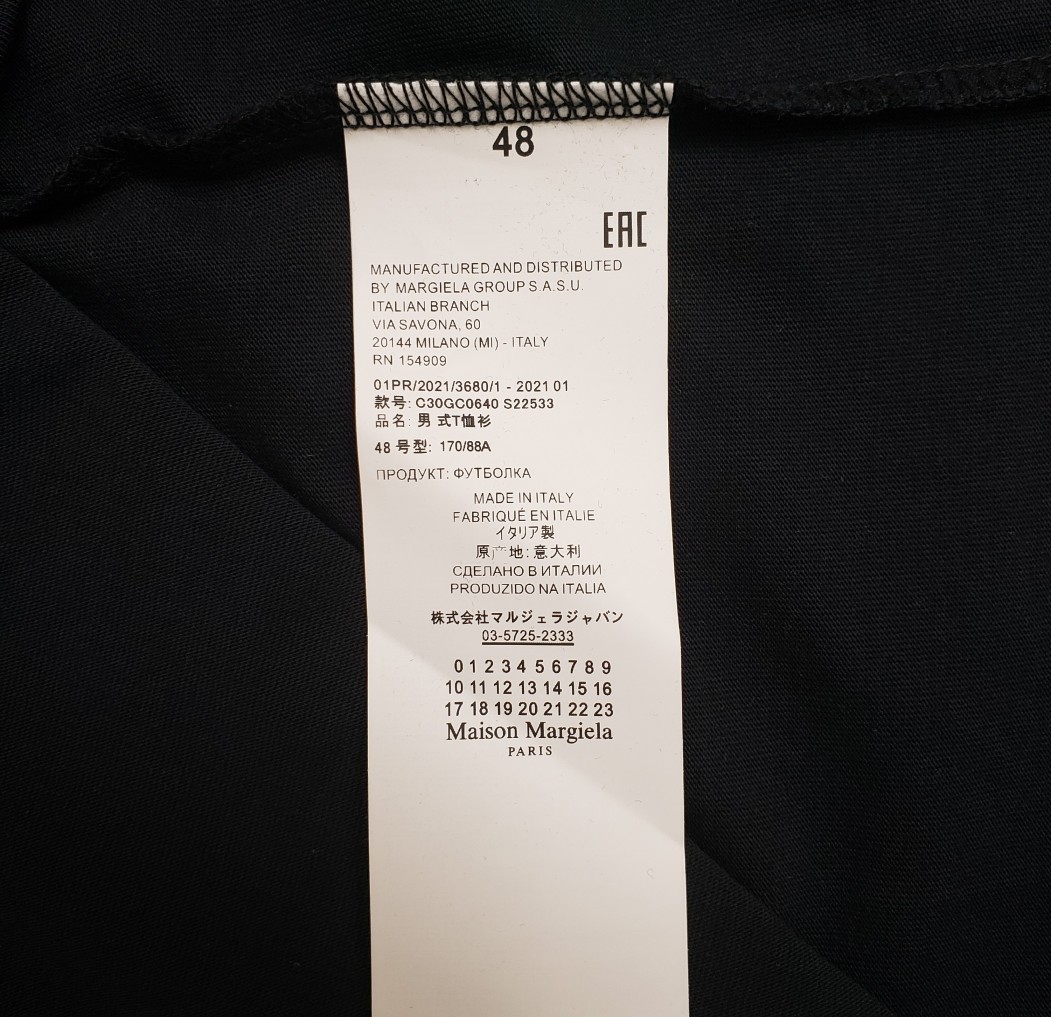 48
EAC
MANUFACTURED AND DISTRIBUTED
BY MARGIELA GROUP S.A.S.U.
ITALIAN BRANCH
VIA SAVONA, 60
20144 MILANO (MI) - ITALY
RN 154909
01PR/2021/3680/1 - 2021 01
款号: C30GC0640 S22533
品名: 男 式T恤衫
48 号型: 170/88A
ПРОДУКТ: ФУТБОЛКА
MADE IN ITALY
FABRIQUÉ EN ITALIE
イタリア製
原产地: 意大利
СДЕЛАНО В ИТАЛИИ
PRODUZIDO NA ITALIA
株式会社マルジェラジャパン
03-5725-2333
0 1 2 3 4 5 6 7 8 9
10 11 12 13 14 15 16
17 18 19 20 21 22 23
Maison Margiela
PARIS